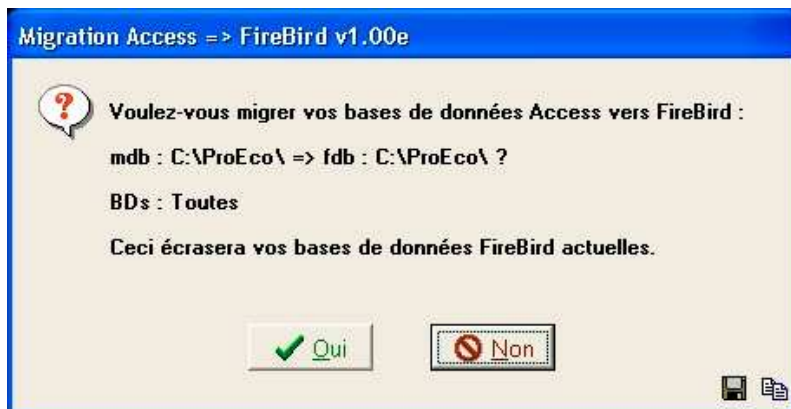 Migration Access => FireBird v1.00e
Voulez-vous migrer vos bases de données Access vers FireBird :
mdb : C:\ProEco\ => fdb : C:\ProEco\ ?
BDs : Toutes
Ceci écrasera vos bases de données FireBird actuelles.
Oui Non